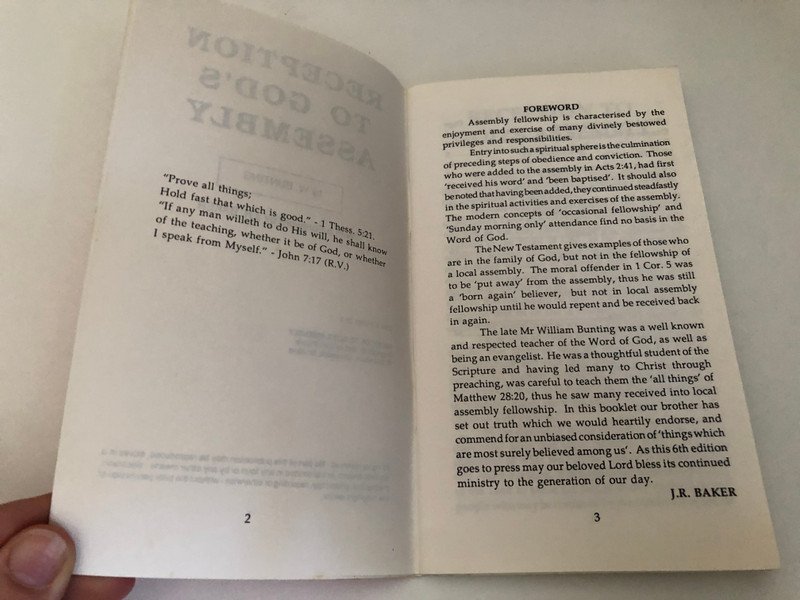 RECEPTION
TO GOD'S
ASSEMBLY
"Prove all things;
Hold fast that which is good." - 1 Thess. 5:21.
"If any man willeth to do His will, he shall know
of the teaching, whether it be of God, or whether
I speak from Myself." - John 7:17 (R.V.)
2
FOREWORD
Assembly fellowship is characterised by the
enjoyment and exercise of many divinely bestowed
privileges and responsibilities.
Entry into such a spiritual sphere is the culmination
of preceding steps of obedience and conviction. Those
who were added to the assembly in Acts 2:41, had first
'received his word' and 'been baptised'. It should also
be noted that having been added, they continued steadfastly
in the spiritual activities and exercises of the assembly.
The modern concepts of 'occasional fellowship' and
'Sunday morning only' attendance find no basis in the
Word of God.
The New Testament gives examples of those who
are in the family of God, but not in the fellowship of
a local assembly. The moral offender in 1 Cor. 5 was
to be 'put away' from the assembly, thus he was still
a 'born again' believer, but not in local assembly
fellowship until he would repent and be received back
in again.
The late Mr William Bunting was a well known
and respected teacher of the Word of God, as well as
being an evangelist. He was a thoughtful student of the
Scripture and having led many to Christ through
preaching, was careful to teach them the 'all things' of
Matthew 28:20, thus he saw many received into local
assembly fellowship. In this booklet our brother has
set out truth which we would heartily endorse, and
commend for an unbiased consideration of 'things which
are most surely believed among us'. As this 6th edition
goes to press may our beloved Lord bless its continued
ministry to the generation of our day.
J.R. BAKER
3